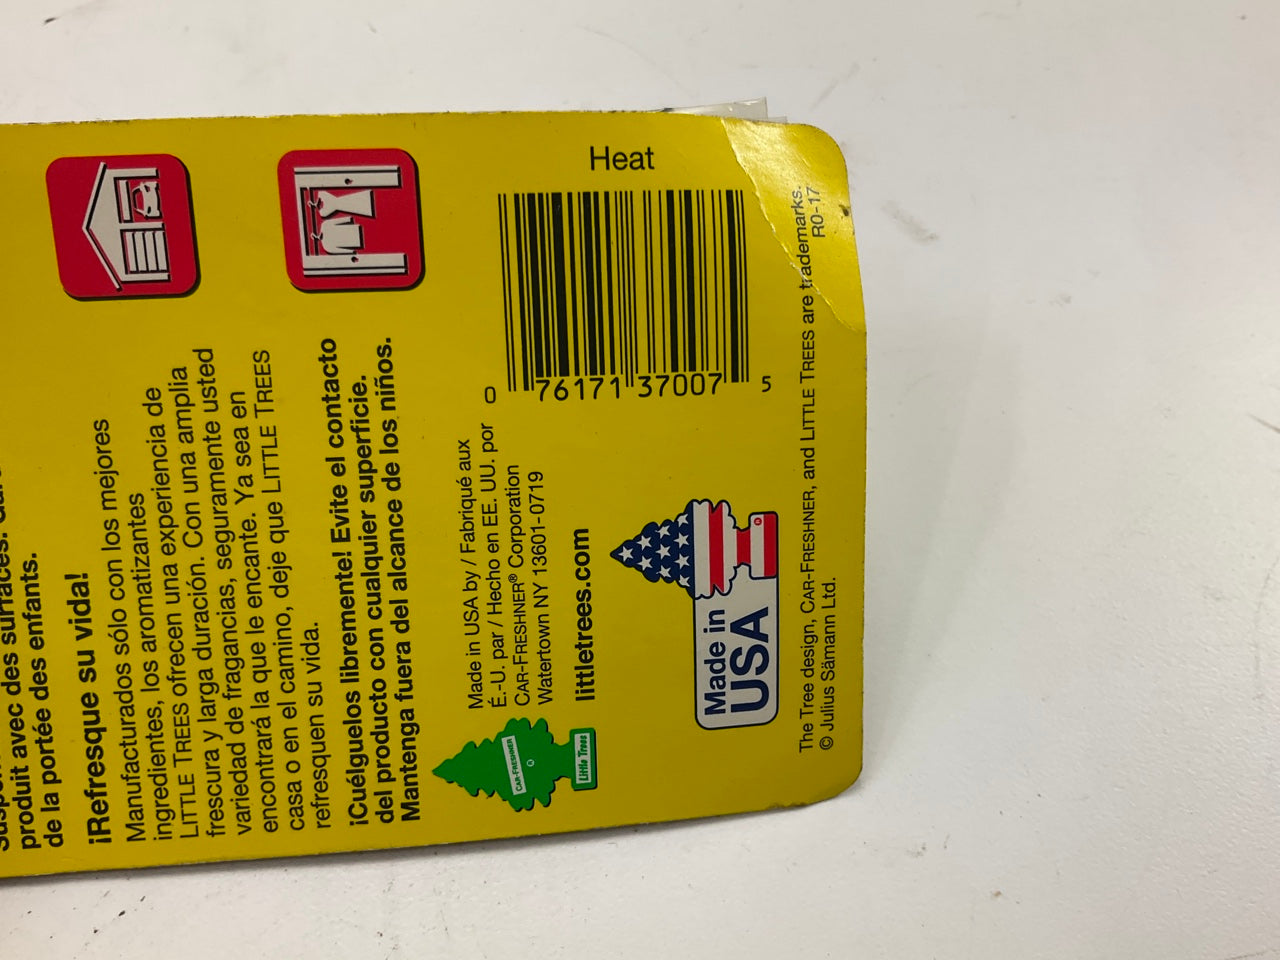 produit avec des surfaces.
de la portée des enfants.
¡Refresque su vida!
Manufacturados sólo con los mejores
ingredientes, los aromatizantes
LITTLE TREES ofrecen una experiencia de
frescura y larga duración. Con una amplia
variedad de fragancias, seguramente usted
encontrará la que le encante. Ya sea en
casa o en el camino, deje que LITTLE TREES
refresquen su vida.
¡Cuélguelos libremente! Evite el contacto
del producto con cualquier superficie.
Mantenga fuera del alcance de los niños.
CAR-FRESHNER
Little Trees
Made in USA by / Fabriqué aux
É.-U. par / Hecho en EE. UU. por
CAR-FRESHNER® Corporation
Watertown NY 13601-0719
littletrees.com
Heat
0 76171 37007 5
Made in
USA
The Tree design, CAR-FRESHNER, and LITTLE TREES are trademarks.
© Julius Sämann Ltd.
R0-17